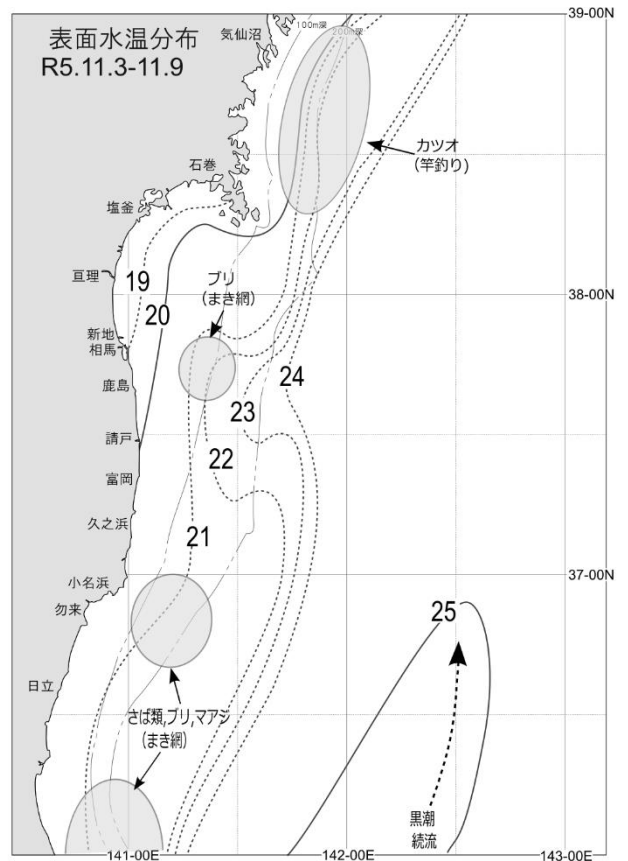 表面水温分布
R5.11.3-11.9
39-00N
100m深
200m深
気仙沼
カツオ
(竿釣り)
石巻
塩釜
亘理
19
20
38-00N
ブリ
(まき網)
新地
相馬
鹿島
24
23
請戸
22
富岡
久之浜
21
小名浜
37-00N
勿来
25
日立
さば類,ブリ,マアジ
(まき網)
黒潮
続流
141-00E
142-00E
143-00E